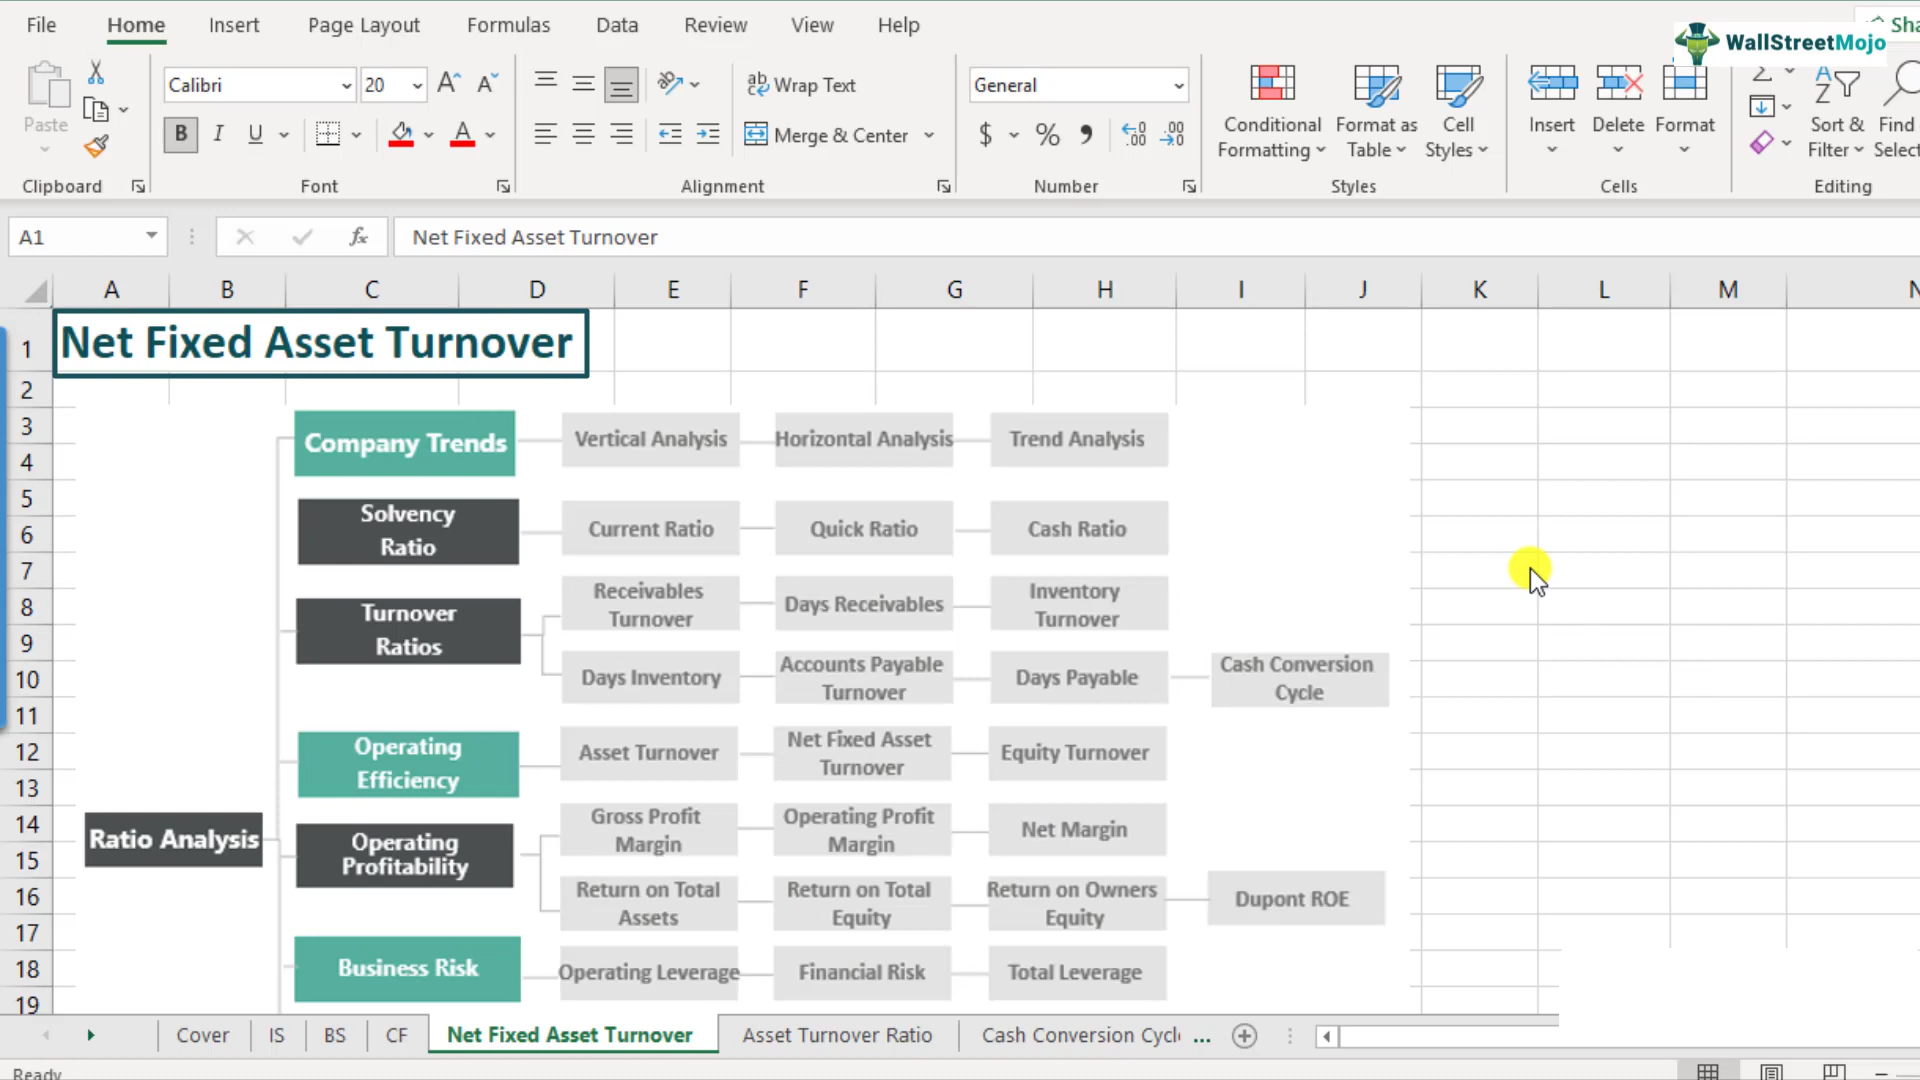 File Home Insert Page Layout Formulas Data Review View Help
WallStreetMojo
Paste
Calibri 20
B I U
Wrap Text
Merge & Center
General
$ %
Conditional Formatting
Format as Table
Cell Styles
Insert Delete Format
Sort & Filter
Clipboard Font Alignment Number Styles Cells Editing
A1 fx Net Fixed Asset Turnover
A B C D E F G H I J K L M
1 Net Fixed Asset Turnover
2
3
4
5
6
7
8
9
10
11
12
13
14
15
16
17
18
19
Ratio Analysis
Company Trends Vertical Analysis Horizontal Analysis Trend Analysis
Solvency Ratio Current Ratio Quick Ratio Cash Ratio
Turnover Ratios
Receivables Turnover Days Receivables Inventory Turnover
Days Inventory Accounts Payable Turnover Days Payable Cash Conversion Cycle
Operating Efficiency Asset Turnover Net Fixed Asset Turnover Equity Turnover
Operating Profitability
Gross Profit Margin Operating Profit Margin Net Margin
Return on Total Assets Return on Total Equity Return on Owners Equity Dupont ROE
Business Risk Operating Leverage Financial Risk Total Leverage
Cover IS BS CF Net Fixed Asset Turnover Asset Turnover Ratio Cash Conversion Cycl ...
Ready